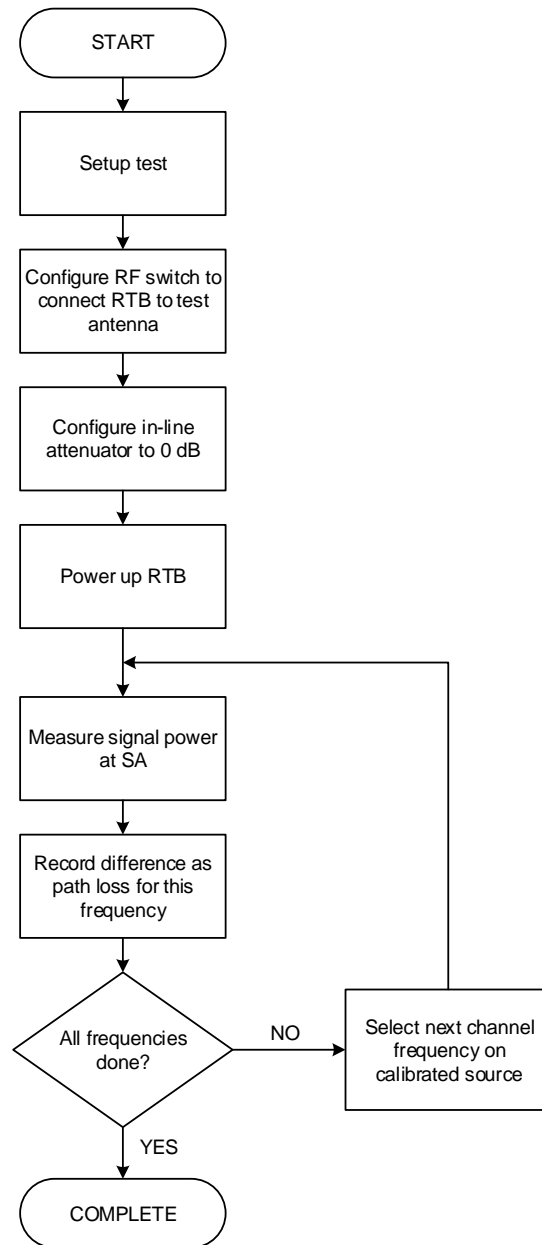 START
Setup test
Configure RF switch to
connect RTB to test
antenna
Configure in-line
attenuator to 0 dB
Power up RTB
Measure signal power
at SA
Record difference as
path loss for this
frequency
All frequencies
done?
NO
Select next channel
frequency on
calibrated source
YES
COMPLETE